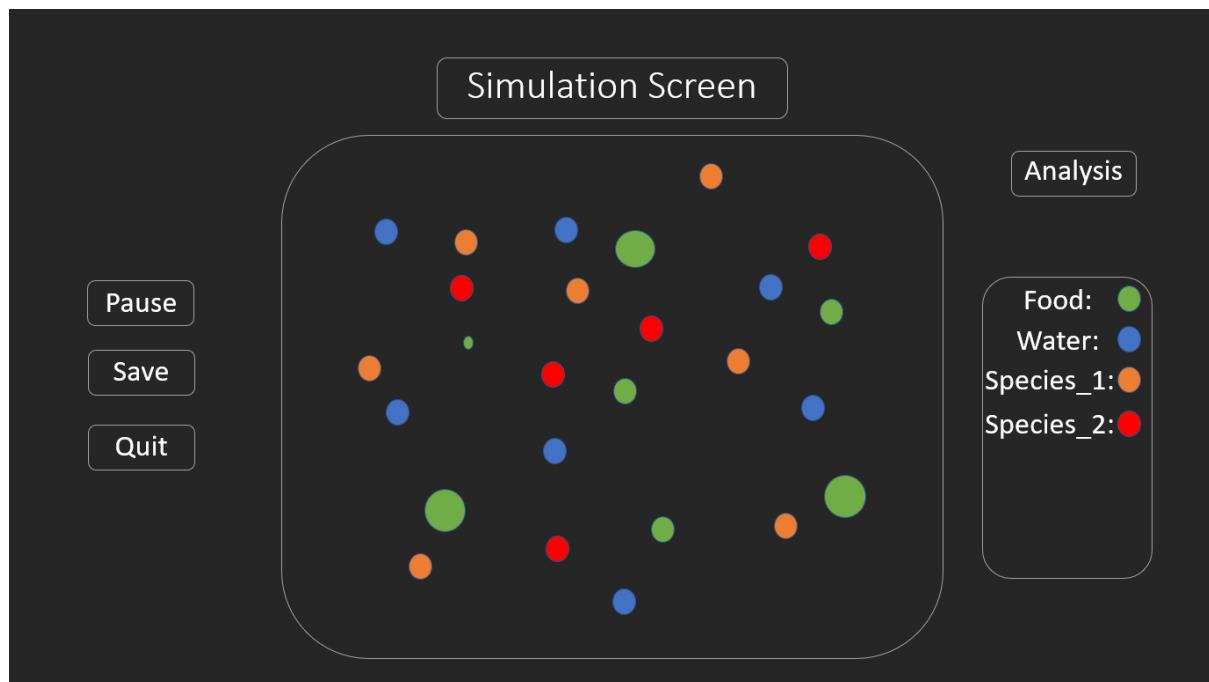 Simulation Screen
Analysis
Pause
Save
Quit
Food:
Water:
Species_1:
Species_2: